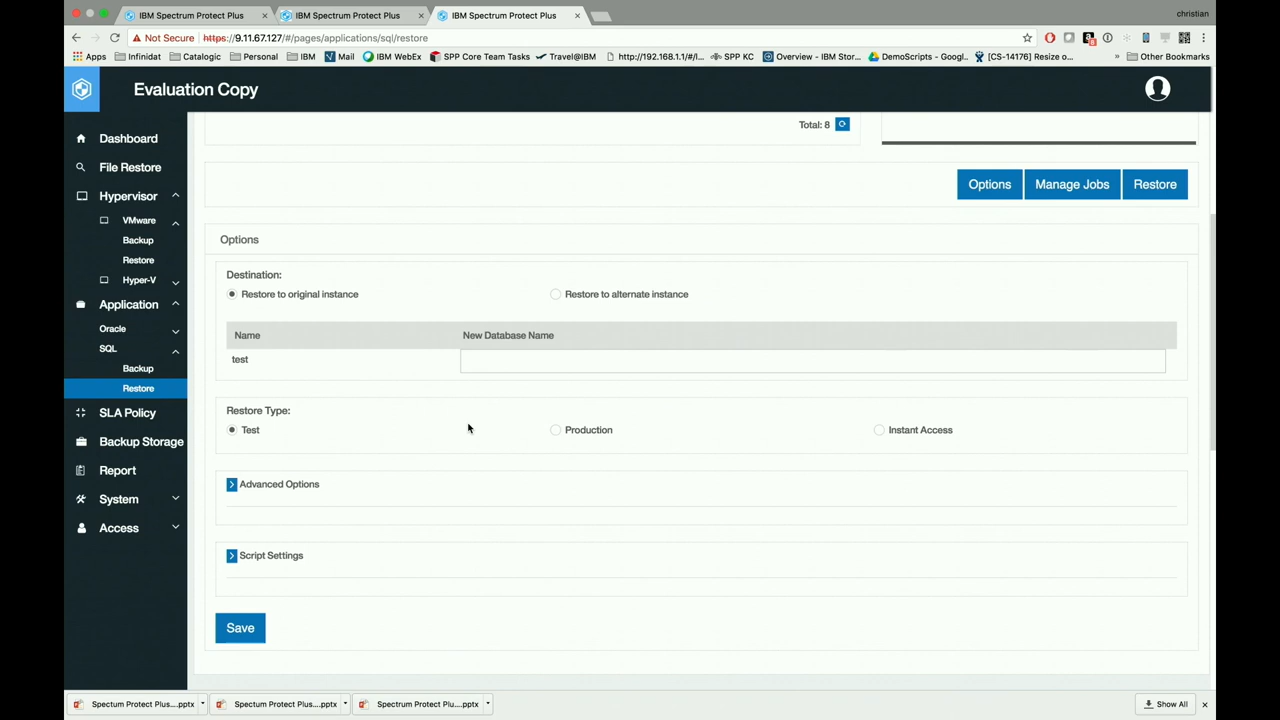 IBM Spectrum Protect Plus
IBM Spectrum Protect Plus
IBM Spectrum Protect Plus
christian
Not Secure https://9.11.67.127/#/pages/applications/sql/restore
Apps Infinidat Catalogic Personal IBM Mail IBM WebEx SPP Core Team Tasks Travel@IBM http://192.168.1.1/#/l... SPP KC Overview - IBM Stor... DemoScripts - Googl.. [CS-14176] Resize o... » Other Bookmarks
Evaluation Copy
Dashboard
File Restore
Hypervisor
VMware
Backup
Restore
Hyper-V
Application
Oracle
SQL
Backup
Restore
SLA Policy
Backup Storage
Report
System
Access
Total: 8
Options Manage Jobs Restore
Options
Destination:
Restore to original instance Restore to alternate instance
Name New Database Name
test
Restore Type:
Test Production Instant Access
Advanced Options
Script Settings
Save
Spectum Protect Plus....pptx Spectum Protect Plus....pptx Spectum Protect Plu....pptx Show All